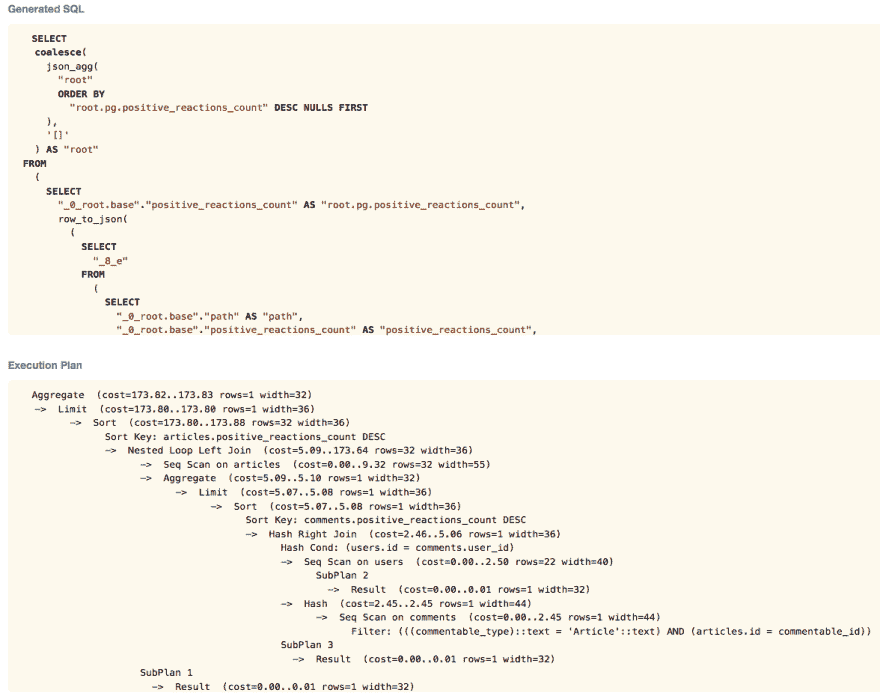 Generated SQL
SELECT
coalesce(
json_agg(
"root"
ORDER BY
"root.pg.positive_reactions_count" DESC NULLS FIRST
),
'[]'
) AS "root"
FROM
(
SELECT
"_0_root.base"."positive_reactions_count" AS "root.pg.positive_reactions_count",
row_to_json(
(
SELECT
"_8_e"
FROM
(
SELECT
"_0_root.base"."path" AS "path",
"_0_root.base"."positive_reactions_count" AS "positive_reactions_count",
Execution Plan
Aggregate (cost=173.82..173.83 rows=1 width=32)
-> Limit (cost=173.80..173.80 rows=1 width=36)
-> Sort (cost=173.80..173.88 rows=32 width=36)
Sort Key: articles.positive_reactions_count DESC
-> Nested Loop Left Join (cost=5.09..173.64 rows=32 width=36)
-> Seq Scan on articles (cost=0.00..9.32 rows=32 width=55)
-> Aggregate (cost=5.09..5.10 rows=1 width=32)
-> Limit (cost=5.07..5.08 rows=1 width=36)
-> Sort (cost=5.07..5.08 rows=1 width=36)
Sort Key: comments.positive_reactions_count DESC
-> Hash Right Join (cost=2.46..5.06 rows=1 width=36)
Hash Cond: (users.id = comments.user_id)
-> Seq Scan on users (cost=0.00..2.50 rows=22 width=40)
SubPlan 2
-> Result (cost=0.00..0.01 rows=1 width=32)
-> Hash (cost=2.45..2.45 rows=1 width=44)
-> Seq Scan on comments (cost=0.00..2.45 rows=1 width=44)
Filter: (((commentable_type)::text = 'Article'::text) AND (articles.id = commentable_id))
SubPlan 3
-> Result (cost=0.00..0.01 rows=1 width=32)
SubPlan 1
-> Result (cost=0.00..0.01 rows=1 width=32)